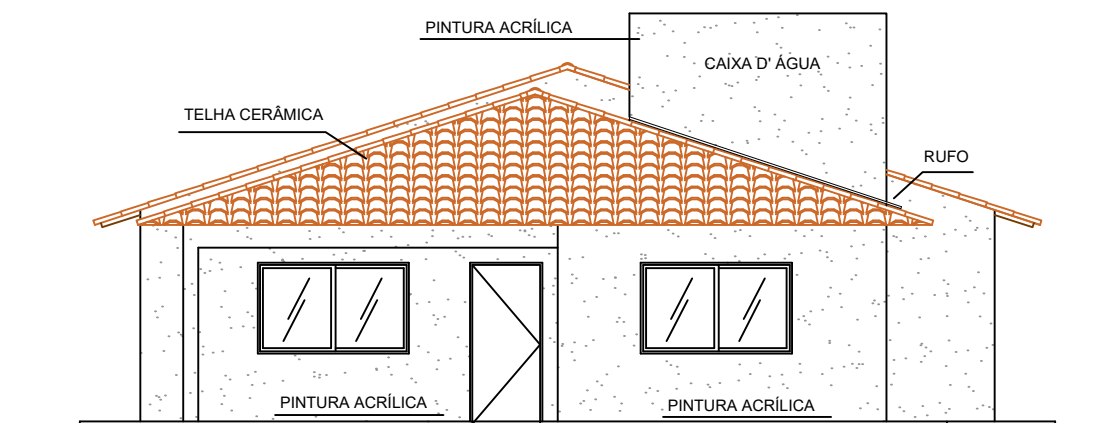 PINTURA ACRÍLICA
CAIXA D' ÁGUA
TELHA CERÂMICA
RUFO
PINTURA ACRÍLICA
PINTURA ACRÍLICA